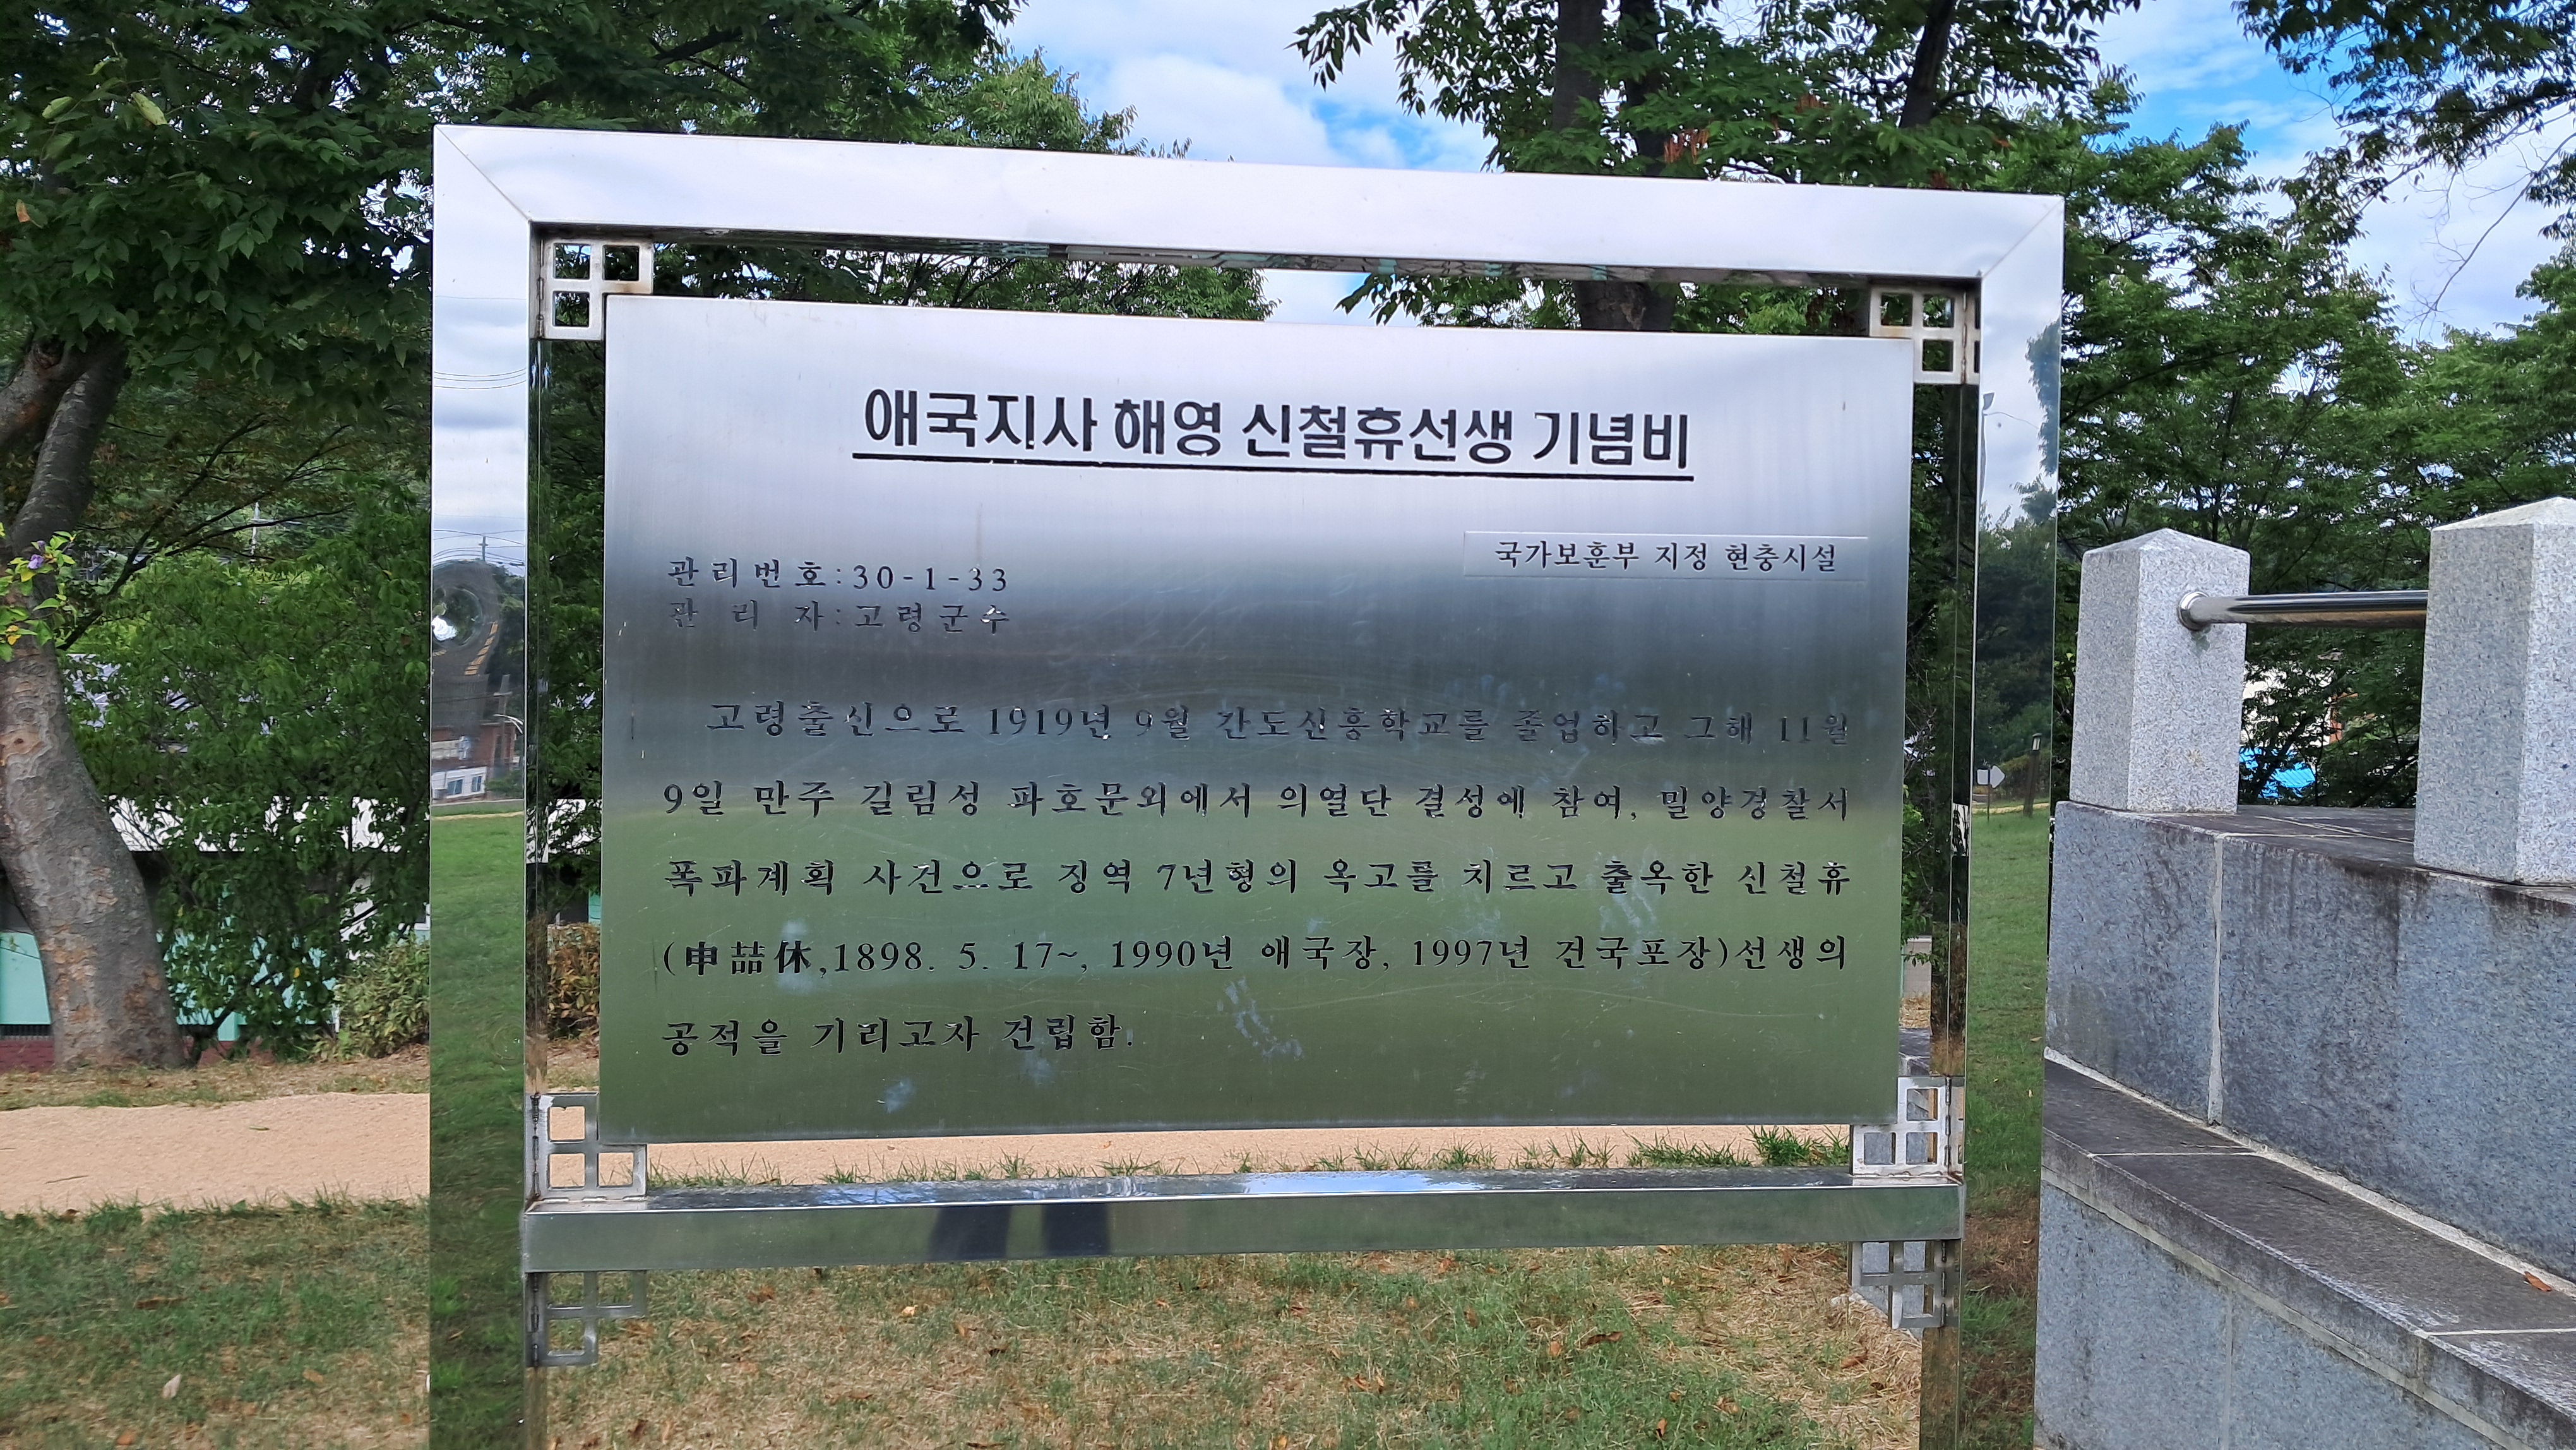 애국지사 해영 신철휴선생 기념비
국가보훈부 지정 현충시설
관리번호:30-1-33
관 리 자:고령군수
고령출신으로 1919년 9월 간도신흥학교를 졸업하고 그해 11월
9일 만주 길림성 파호문외에서 의열단 결성에 참여, 밀양경찰서
폭파계획 사건으로 징역 7년형의 옥고를 치르고 출옥한 신철휴
(申喆休,1898. 5. 17~, 1990년 애국장, 1997년 건국포장)선생의
공적을 기리고자 건립함.